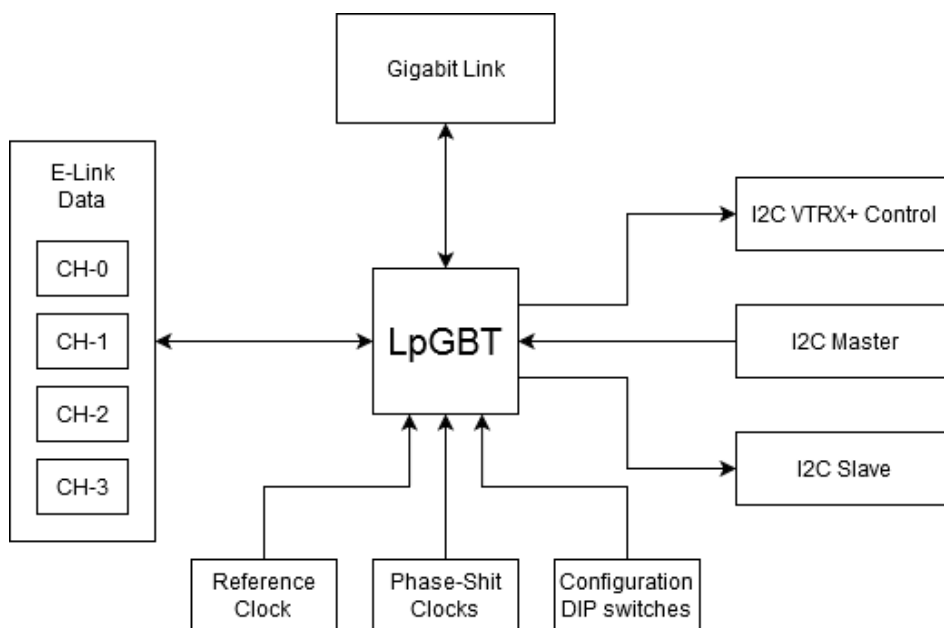 Gigabit Link
E-Link
Data
CH-0
CH-1
CH-2
CH-3
LpGBT
I2C VTRX+ Control
I2C Master
I2C Slave
Reference
Clock
Phase-Shit
Clocks
Configuration
DIP switches